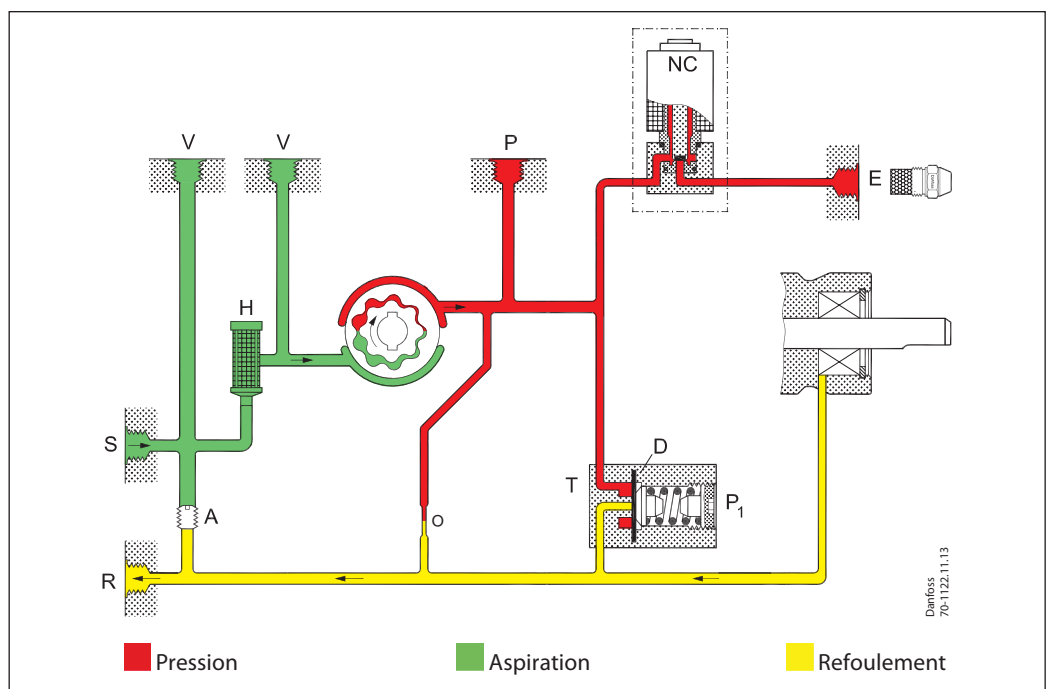 NC
V
V
P
E
H
S
D
T
P1
A
O
R
Danfoss
70-1122.11.13
Pression
Aspiration
Refoulement